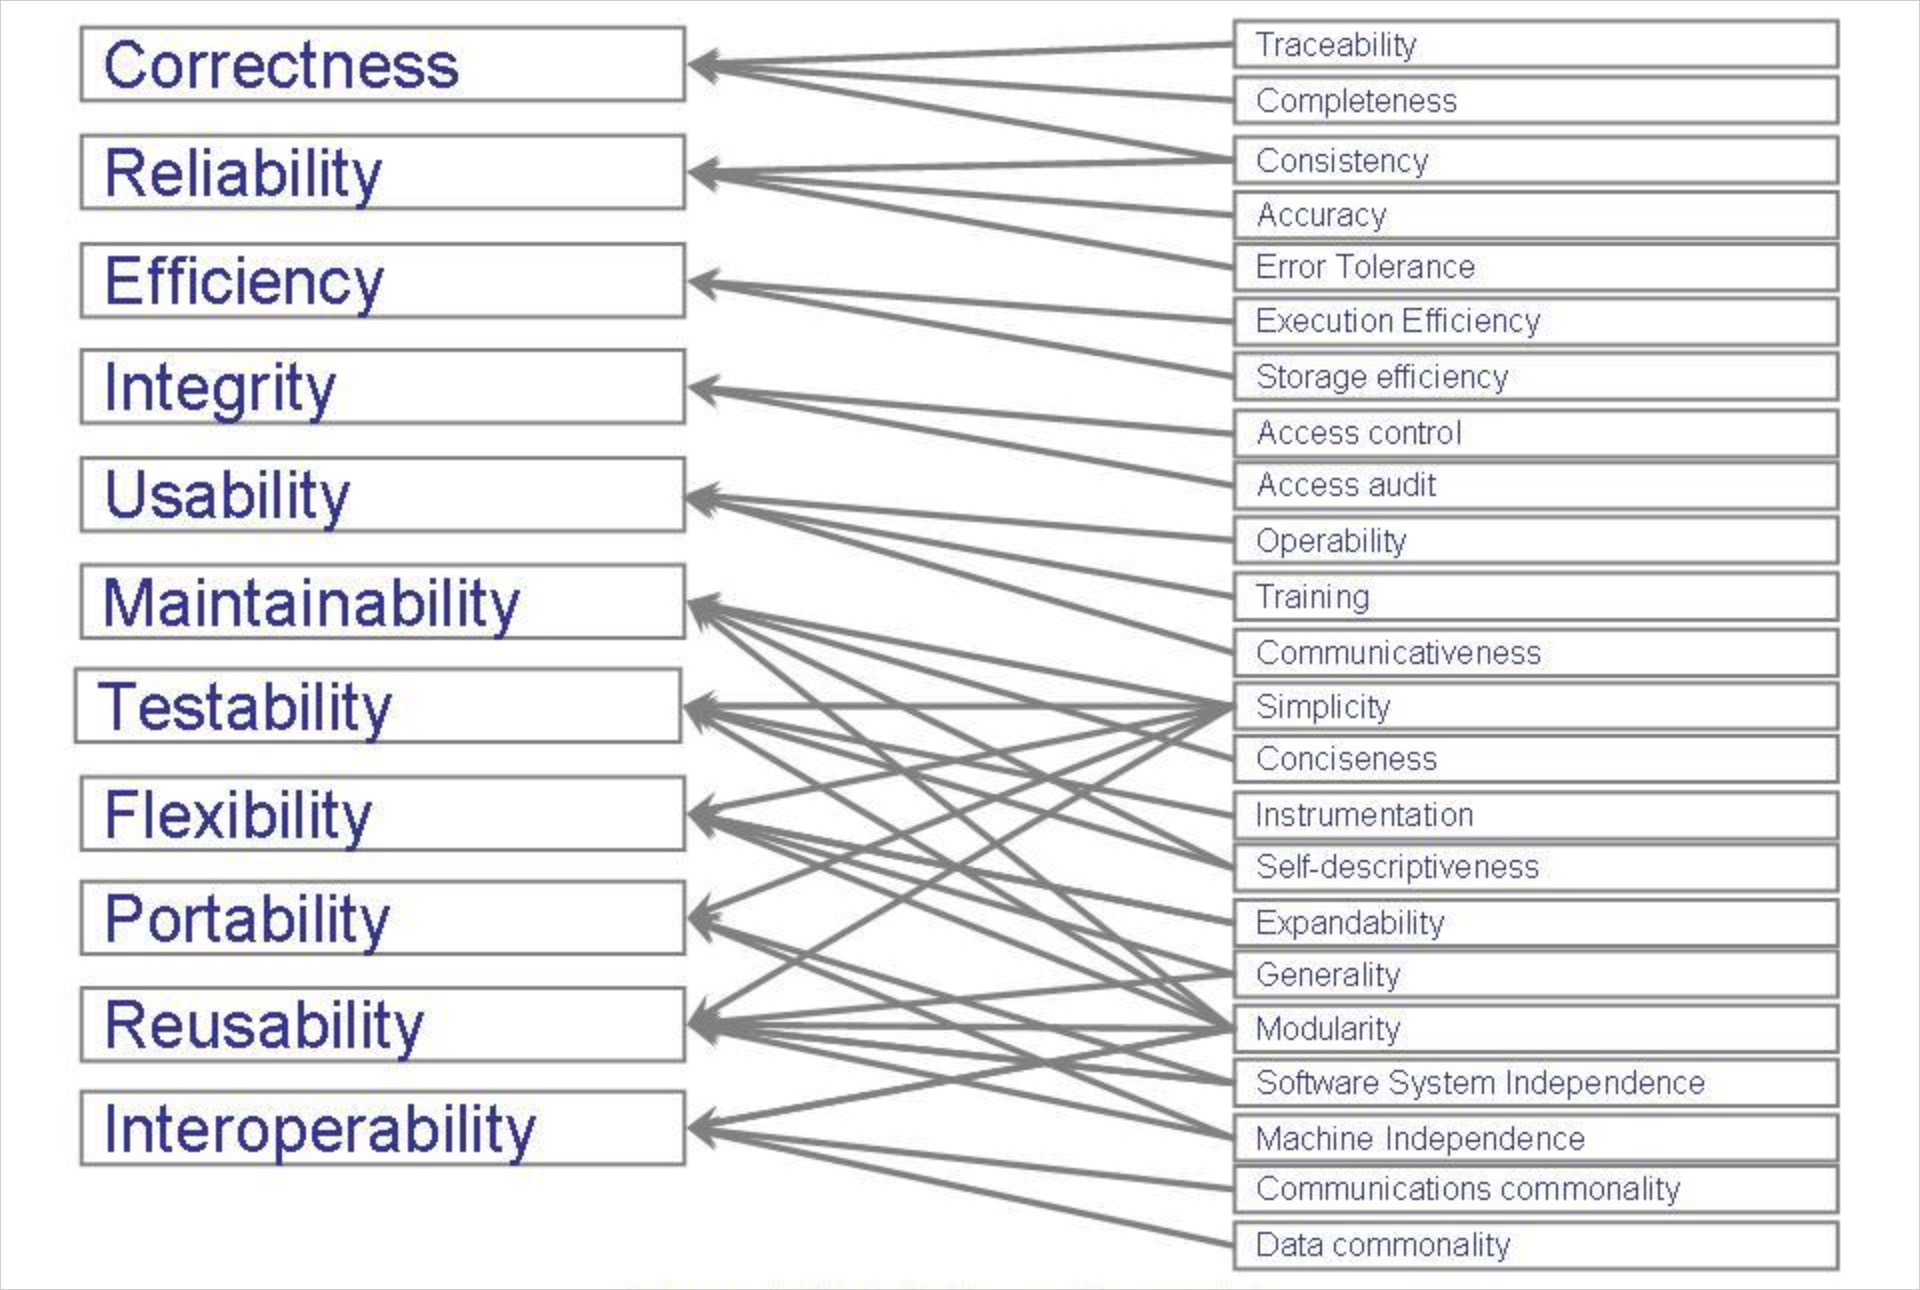 Correctness
Reliability
Efficiency
Integrity
Usability
Maintainability
Testability
Flexibility
Portability
Reusability
Interoperability
Traceability
Completeness
Consistency
Accuracy
Error Tolerance
Execution Efficiency
Storage efficiency
Access control
Access audit
Operability
Training
Communicativeness
Simplicity
Conciseness
Instrumentation
Self-descriptiveness
Expandability
Generality
Modularity
Software System Independence
Machine Independence
Communications commonality
Data commonality